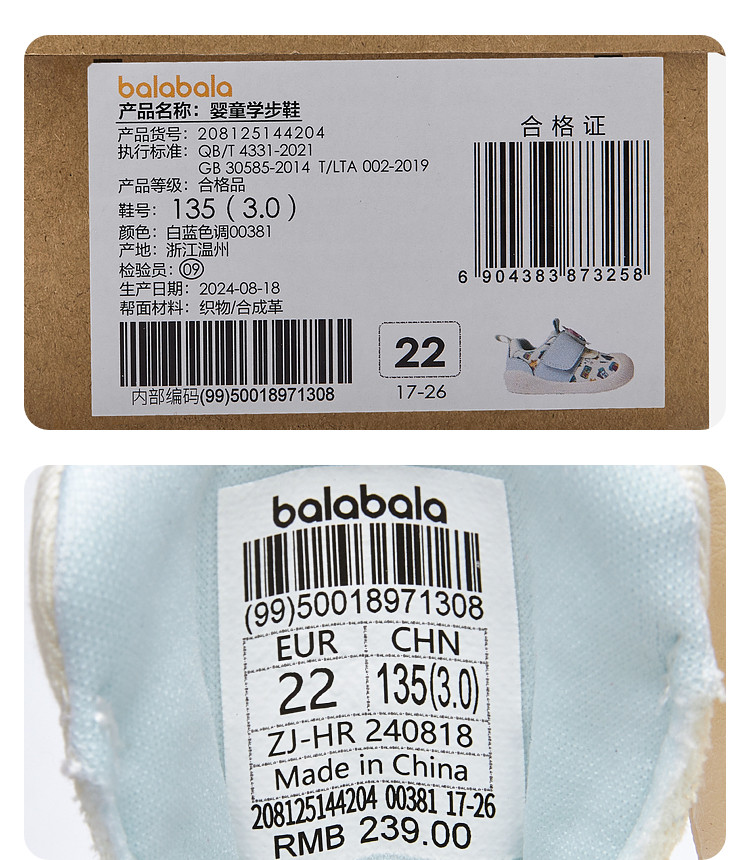 balabala
产品名称：婴童学步鞋
产品货号：208125144204
执行标准：QB/T 4331-2021
GB 30585-2014 T/LTA 002-2019
产品等级：合格品
鞋号：135（3.0）
颜色：白蓝色调00381
产地：浙江温州
检验员：09
生产日期：2024-08-18
帮面材料：织物/合成革
内部编码(99)50018971308
合格证
6 904383 873258
22
17-26
balabala
(99)50018971308
EUR CHN
22 135(3.0)
ZJ-HR 240818
Made in China
208125144204 00381 17-26
RMB 239.00